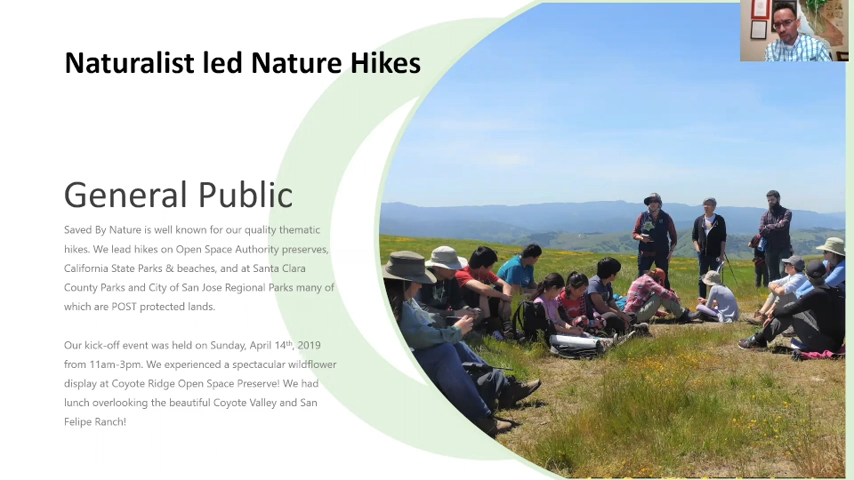 Naturalist led Nature Hikes
General Public
Saved By Nature is well known for our quality thematic
hikes. We lead hikes on Open Space Authority preserves,
California State Parks & beaches, and at Santa Clara
County Parks and City of San Jose Regional Parks many of
which are POST protected lands.
Our kick-off event was held on Sunday, April 14th, 2019
from 11am-3pm. We experienced a spectacular wildflower
display at Coyote Ridge Open Space Preserve! We had
lunch overlooking the beautiful Coyote Valley and San
Felipe Ranch!